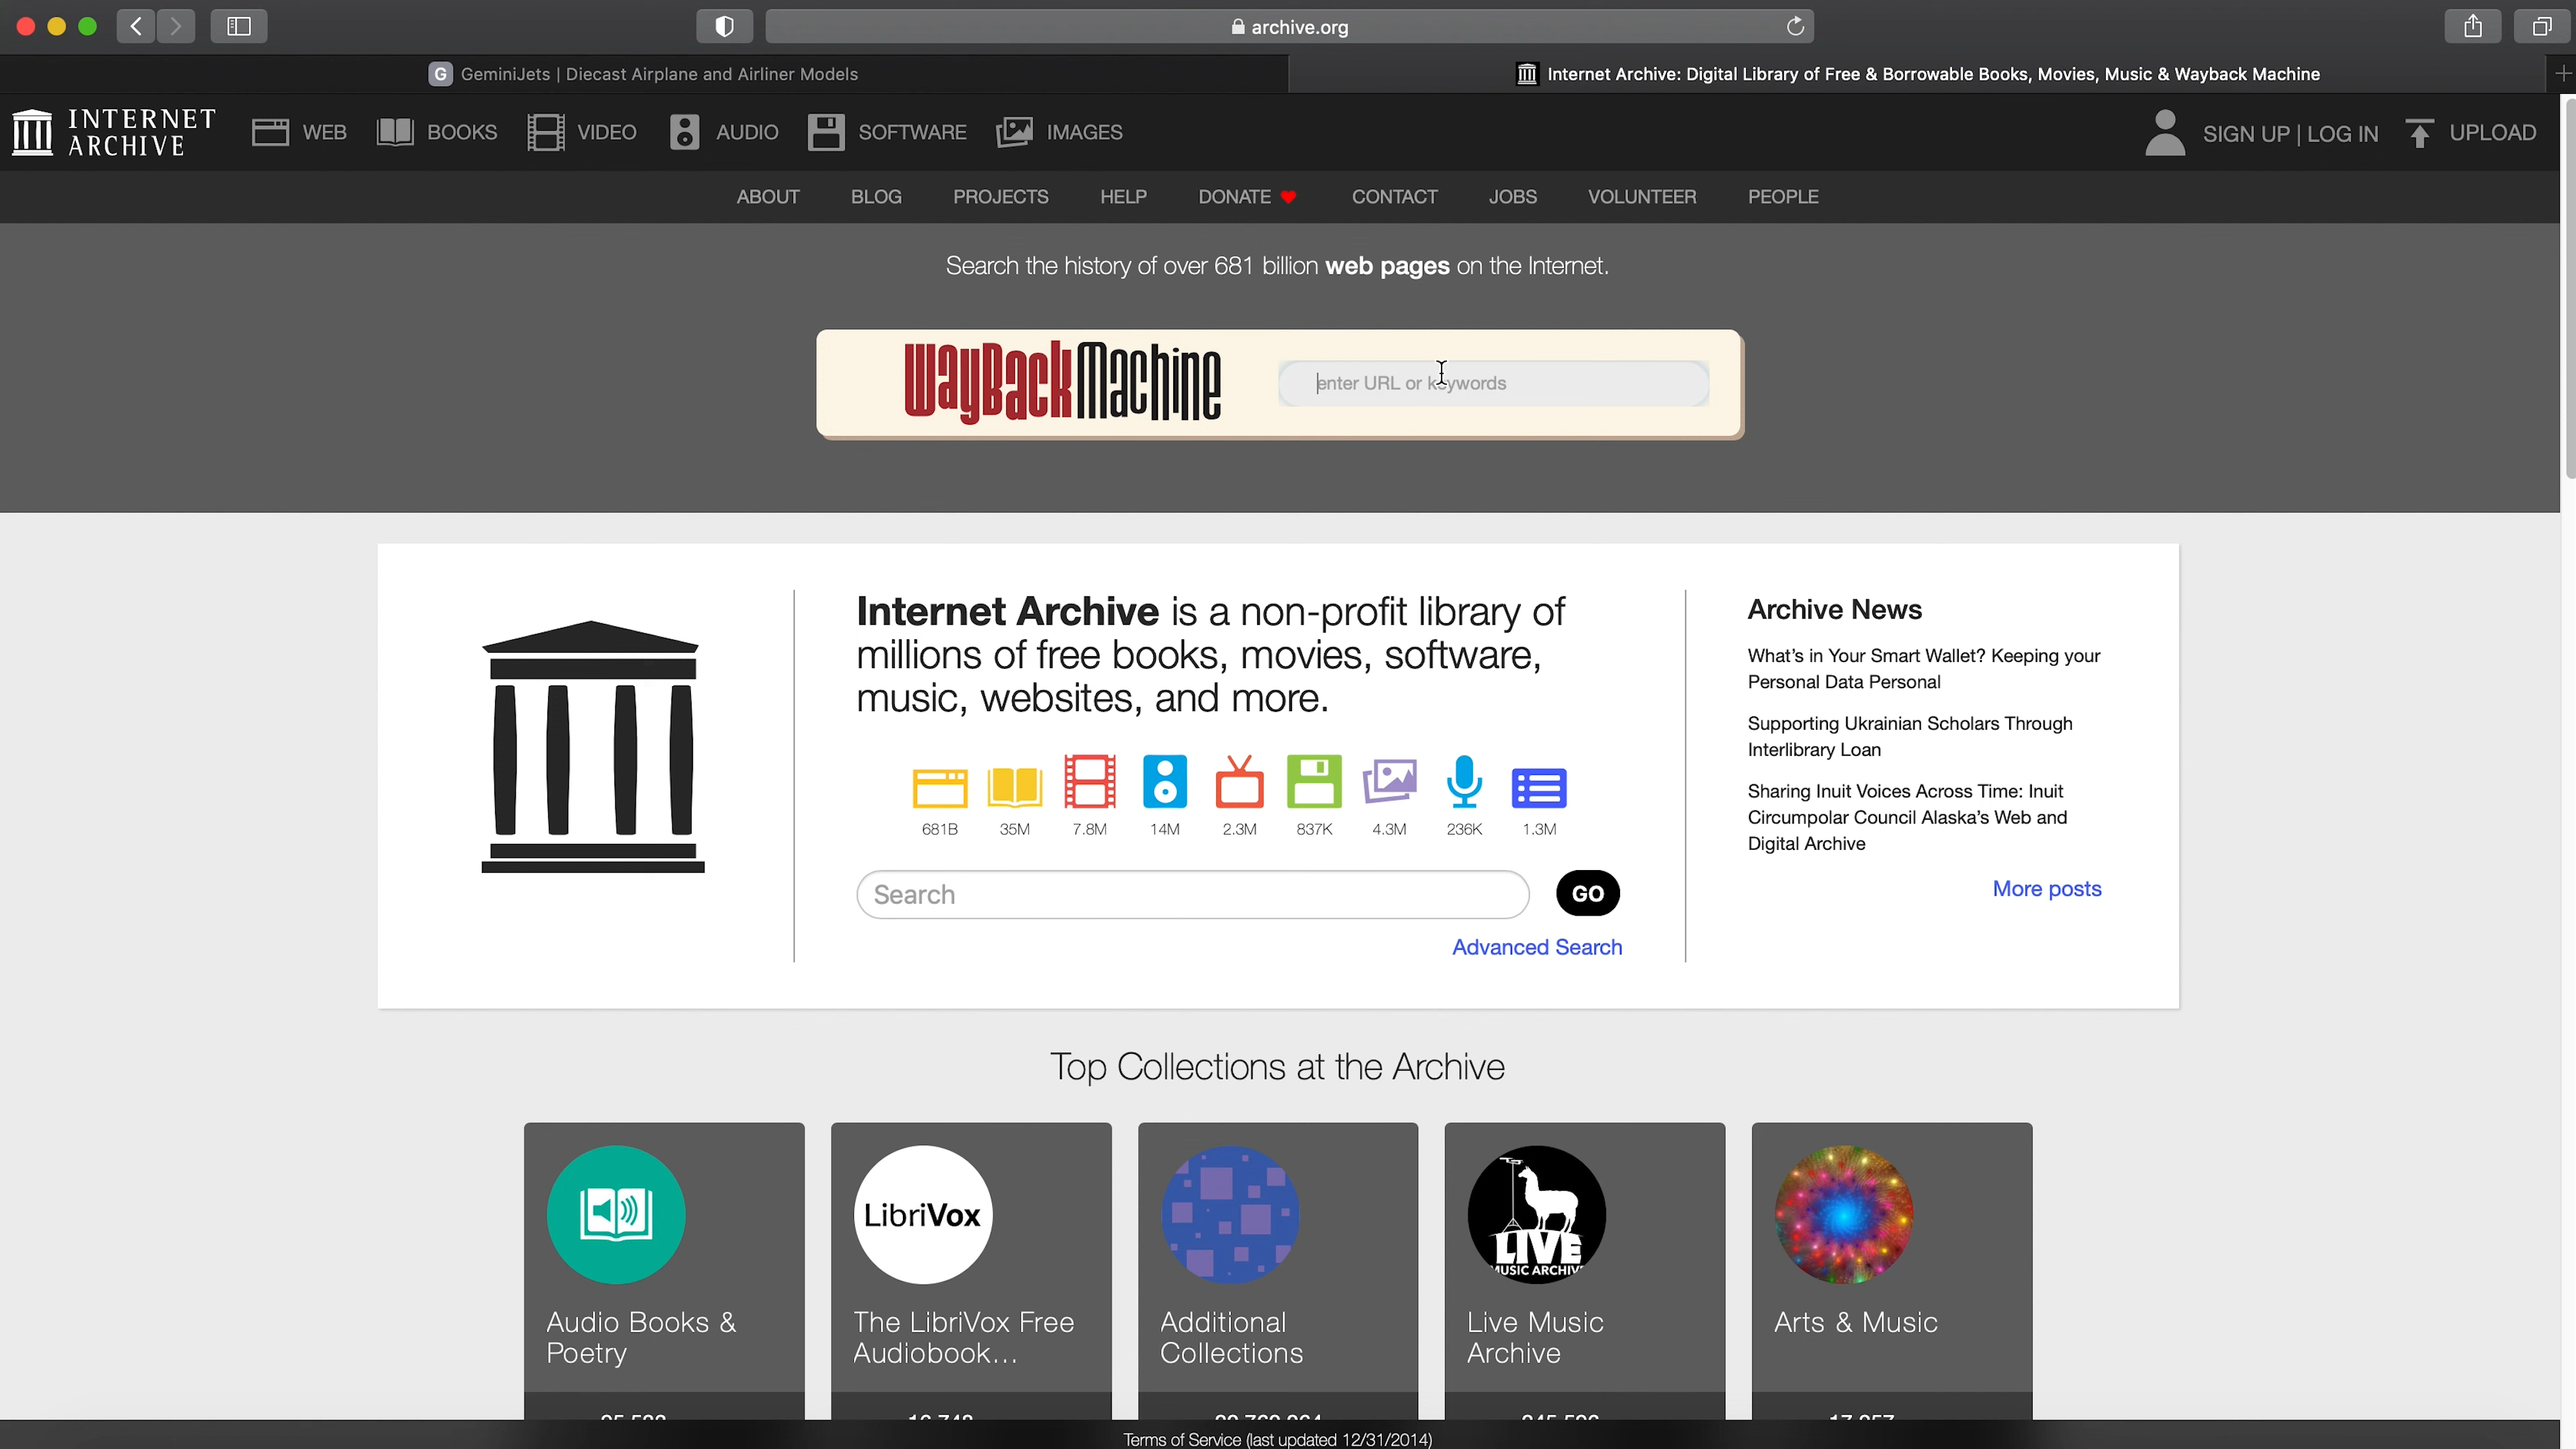 archive.org
G GeminiJets | Diecast Airplane and Airliner Models
Internet Archive: Digital Library of Free & Borrowable Books, Movies, Music & Wayback Machine
INTERNET ARCHIVE
WEB BOOKS VIDEO AUDIO SOFTWARE IMAGES
SIGN UP | LOG IN UPLOAD
ABOUT BLOG PROJECTS HELP DONATE CONTACT JOBS VOLUNTEER PEOPLE
Search the history of over 681 billion web pages on the Internet.
WayBackMachine
enter URL or keywords
Internet Archive is a non-profit library of
millions of free books, movies, software,
music, websites, and more.
681B 35M 7.8M 14M 2.3M 837K 4.3M 236K 1.3M
Search
GO
Advanced Search
Archive News
What's in Your Smart Wallet? Keeping your
Personal Data Personal
Supporting Ukrainian Scholars Through
Interlibrary Loan
Sharing Inuit Voices Across Time: Inuit
Circumpolar Council Alaska's Web and
Digital Archive
More posts
Top Collections at the Archive
Audio Books &
Poetry
LibriVox
The LibriVox Free
Audiobook...
Additional
Collections
LIVE
MUSIC ARCHIVE
Live Music
Archive
Arts & Music
Terms of Service (last updated 12/31/2014)